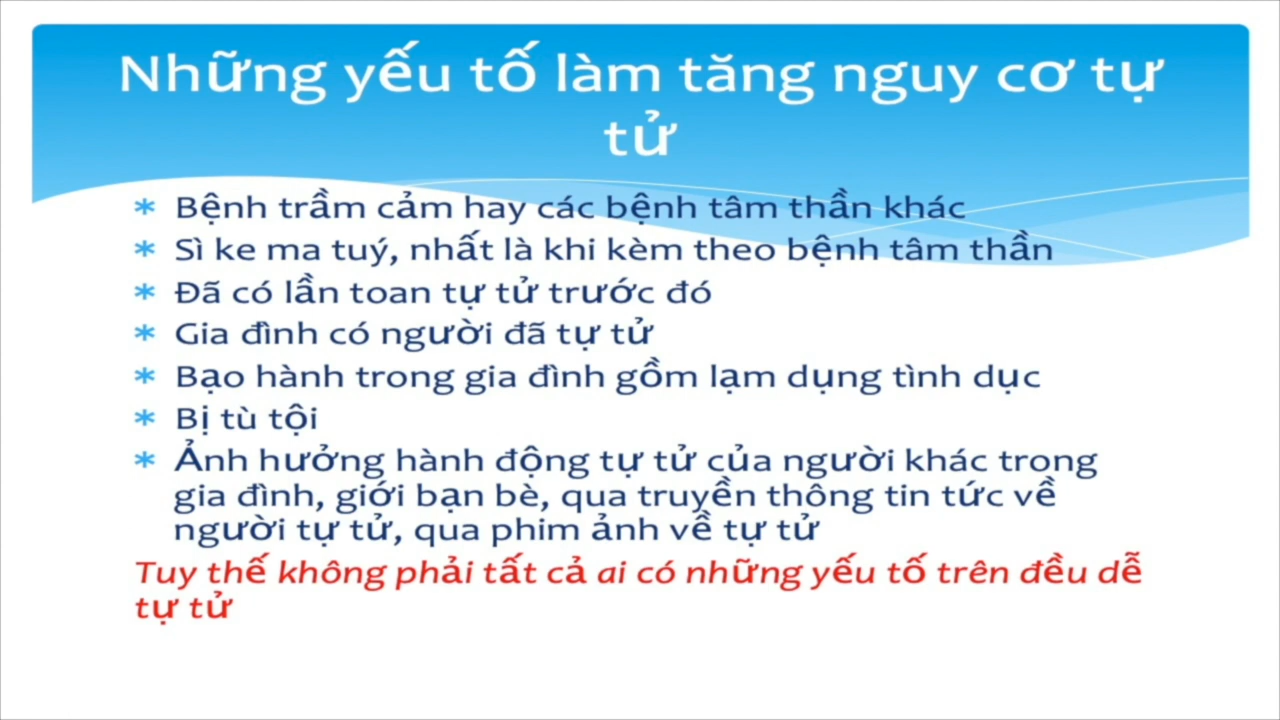 Những yếu tố làm tăng nguy cơ tự
tử
* Bệnh trầm cảm hay các bệnh tâm thần khác
* Sì ke ma tuý, nhất là khi kèm theo bệnh tâm thần
* Đã có lần toan tự tử trước đó
* Gia đình có người đã tự tử
* Bạo hành trong gia đình gồm lạm dụng tình dục
* Bị tù tội
* Ảnh hưởng hành động tự tử của người khác trong
gia đình, giới bạn bè, qua truyền thông tin tức về
người tự tử, qua phim ảnh về tự tử
Tuy thế không phải tất cả ai có những yếu tố trên đều dễ
tự tử